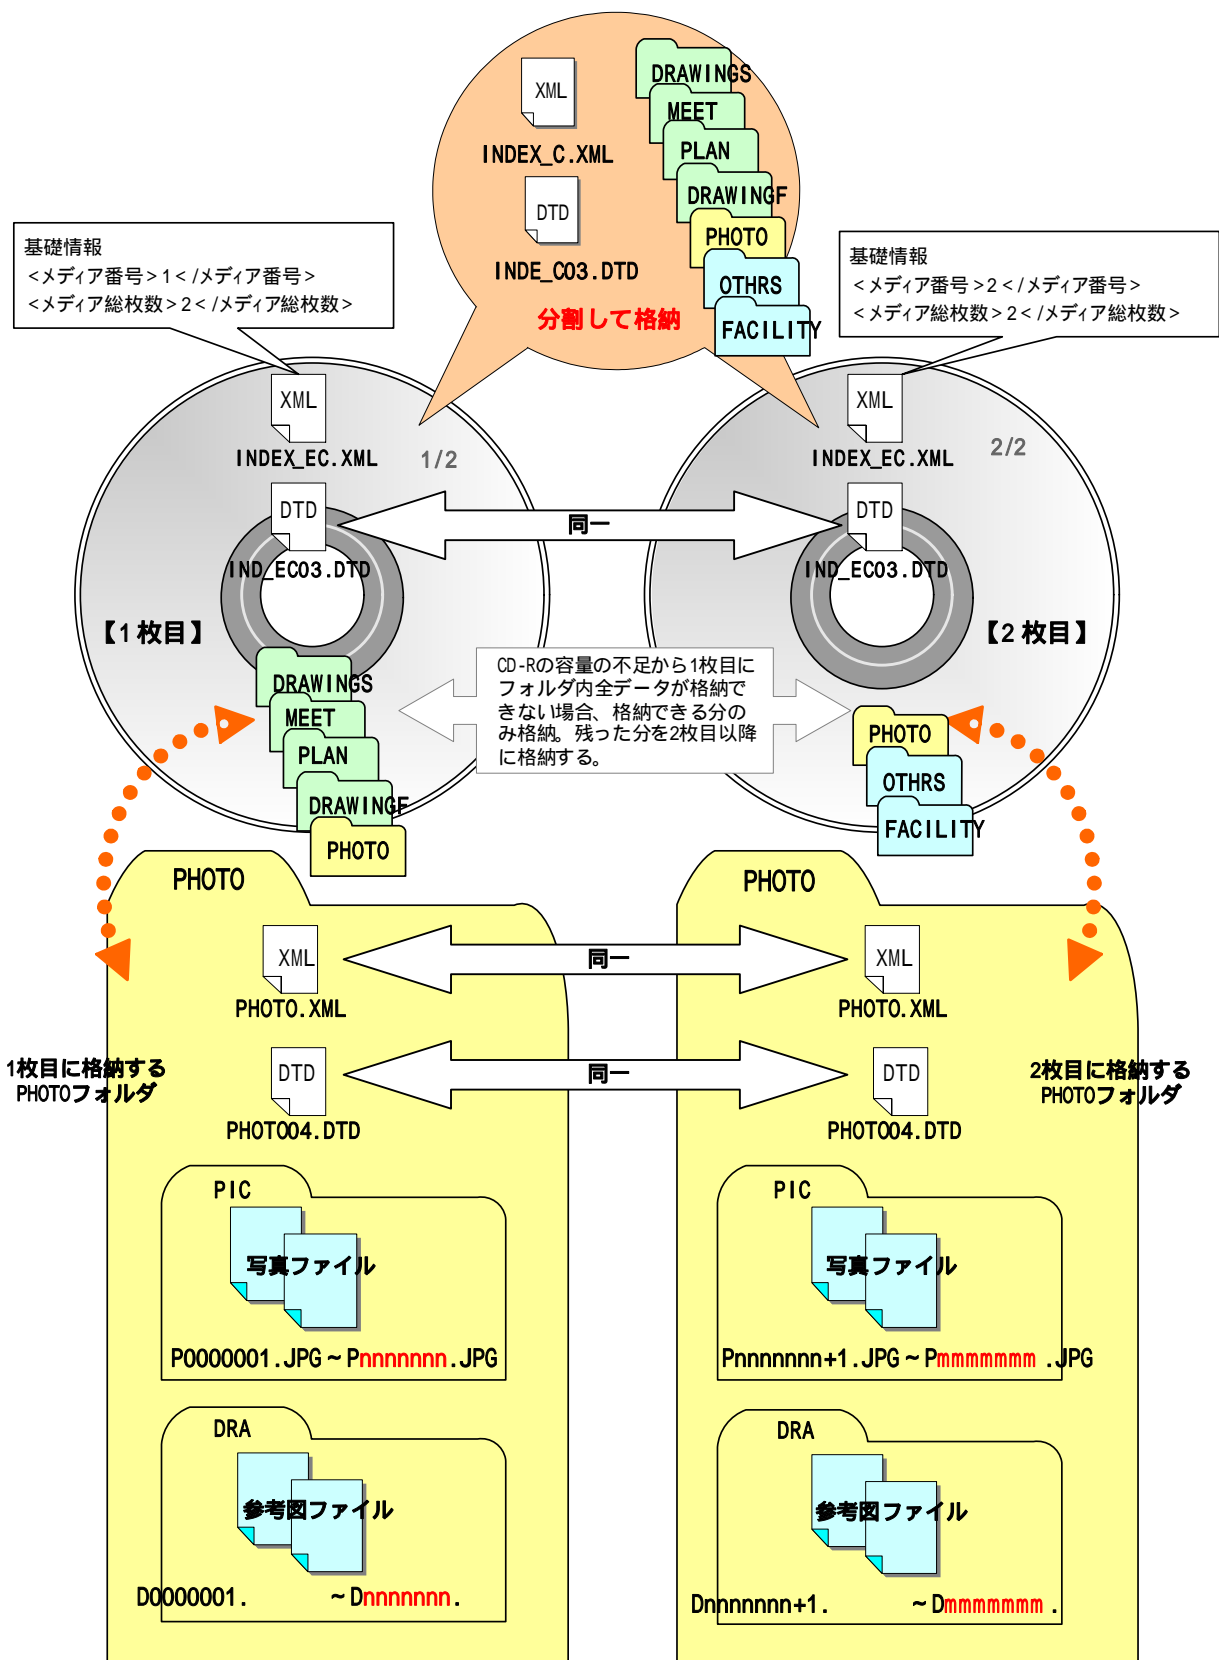 XML
INDEX_C.XML
DTD
INDE_C03.DTD
分割して格納
DRAWINGS
MEET
PLAN
DRAWINGF
PHOTO
OTHRS
FACILITY
基礎情報
<メディア番号>1</メディア番号>
<メディア総枚数>2</メディア総枚数>
基礎情報
<メディア番号>2</メディア番号>
<メディア総枚数>2</メディア総枚数>
XML
INDEX_EC.XML
1/2
DTD
IND_EC03.DTD
【1枚目】
同一
XML
INDEX_EC.XML
2/2
DTD
IND_EC03.DTD
【2枚目】
DRAWINGS
MEET
PLAN
DRAWINGF
PHOTO
CD-Rの容量の不足から1枚目に
フォルダ内全データが格納で
きない場合、格納できる分の
み格納。残った分を2枚目以降
に格納する。
PHOTO
OTHRS
FACILITY
PHOTO
XML
PHOTO.XML
同一
1枚目に格納する
PHOTOフォルダ
DTD
PHOTO04.DTD
同一
PIC
写真ファイル
P0000001.JPG~Pnnnnnnn.JPG
DRA
参考図ファイル
D0000001. ~Dnnnnnnn.
PHOTO
XML
PHOTO.XML
2枚目に格納する
PHOTOフォルダ
DTD
PHOTO04.DTD
PIC
写真ファイル
Pnnnnnnn+1.JPG~Pmmmmmmm .JPG
DRA
参考図ファイル
Dnnnnnnn+1. ~Dmmmmmmm .